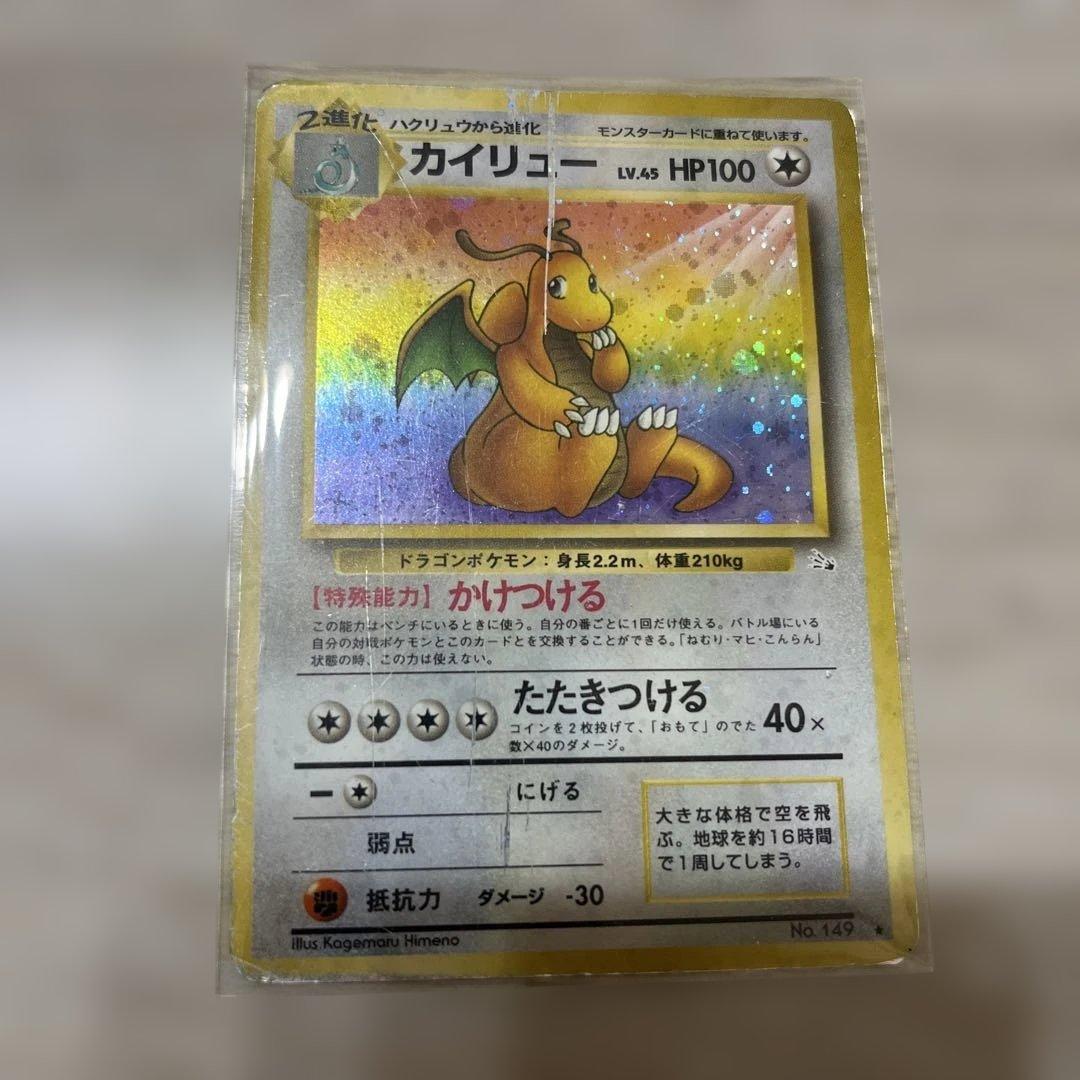 2進化 ハクリュウから進化 モンスターカードに重ねて使います。
カイリュー LV.45 HP100
ドラゴンポケモン：身長2.2m、体重210kg
【特殊能力】かけつける
この能力はベンチにいるときに使う。自分の番ごとに1回だけ使える。バトル場にいる
自分の対戦ポケモンとこのカードとを交換することができる。「ねむり・マヒ・こんらん」
状態の時、この力は使えない。
たたきつける 40×
コインを2枚投げて、「おもて」のでた
数×40のダメージ。
にげる
弱点
抵抗力 ダメージ -30
大きな体格で空を飛
ぶ。地球を約16時間
で1周してしまう。
illus. Kagemaru Himeno
No. 149